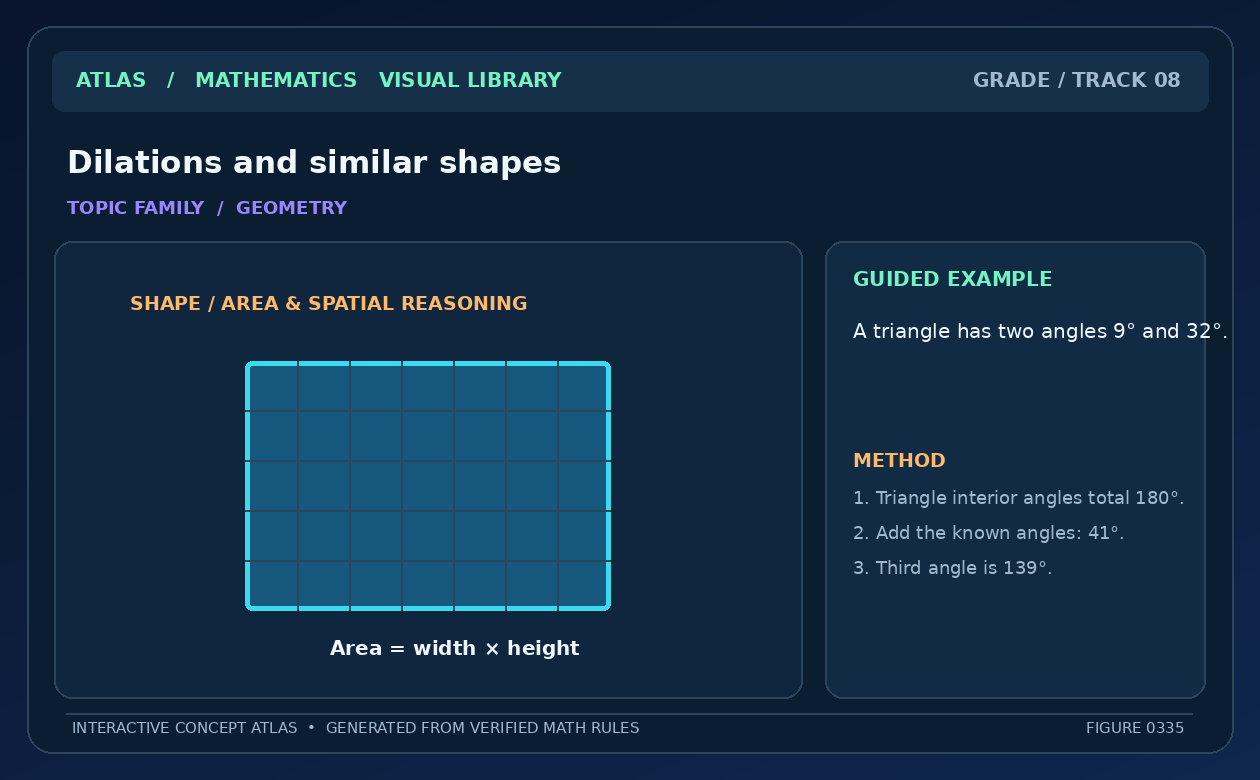 ATLAS / MATHEMATICS VISUAL LIBRARY
GRADE / TRACK 08
Dilations and similar shapes
TOPIC FAMILY / GEOMETRY
SHAPE / AREA & SPATIAL REASONING
Area = width × height
GUIDED EXAMPLE
A triangle has two angles 9° and 32°.
METHOD
1. Triangle interior angles total 180°.
2. Add the known angles: 41°.
3. Third angle is 139°.
INTERACTIVE CONCEPT ATLAS • GENERATED FROM VERIFIED MATH RULES
FIGURE 0335